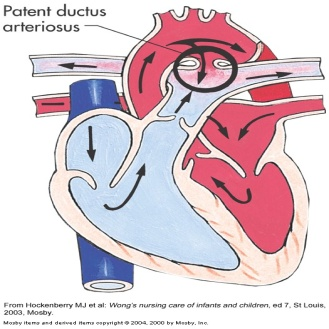 Patent ductus
arteriosus
From Hockenberry MJ et al: Wong's nursing care of infants and children, ed 7, St Louis,
2003, Mosby.
Mosby items and derived items copyright © 2004, 2000 by Mosby, Inc.